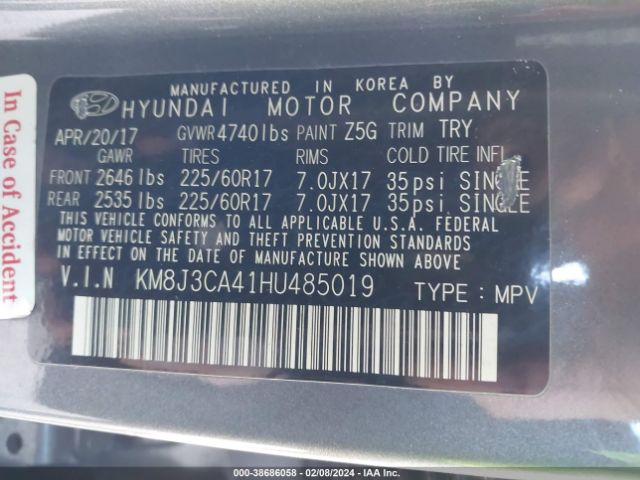 MANUFACTURED IN KOREA BY
HYUNDAI MOTOR COMPANY
APR/20/17 GVWR 4740lbs PAINT Z5G TRIM TRY
GAWR TIRES RIMS COLD TIRE INFL
FRONT 2646 lbs 225/60R17 7.0JX17 35psi SINGLE
REAR 2535 lbs 225/60R17 7.0JX17 35psi SINGLE
THIS VEHICLE CONFORMS TO ALL APPLICABLE U.S.A. FEDERAL
MOTOR VEHICLE SAFETY AND THEFT PREVENTION STANDARDS
IN EFFECT ON THE DATE OF MANUFACTURE SHOWN ABOVE
V.I.N KM8J3CA41HU485019 TYPE : MPV
In Case of Accident
000-38686058 - 02/08/2024 - IAA Inc.